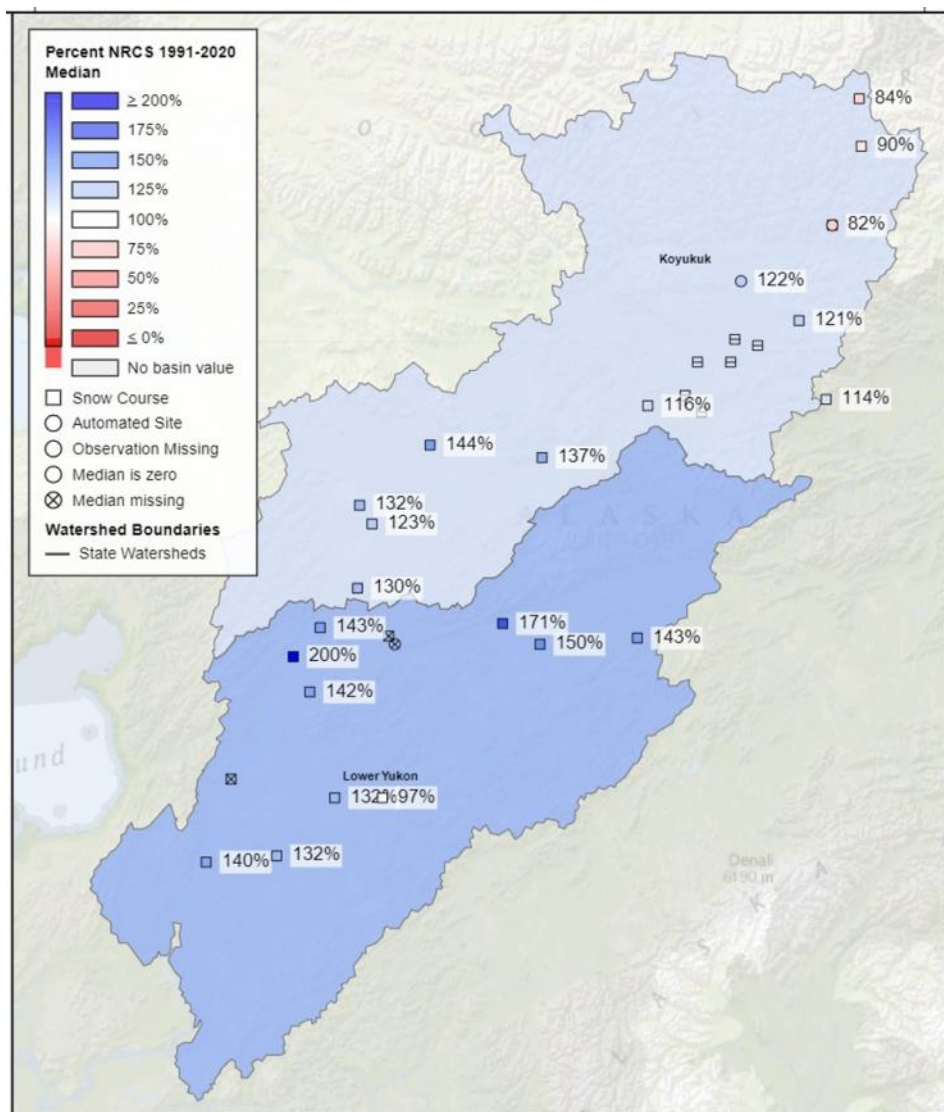 Percent NRCS 1991-2020
Median
≥ 200%
175%
150%
125%
100%
75%
50%
25%
≤ 0%
No basin value
Snow Course
Automated Site
Observation Missing
Median is zero
Median missing
Watershed Boundaries
State Watersheds
84%
90%
82%
Koyukuk
122%
121%
114%
116%
144%
137%
132%
123%
ALASKA
130%
171%
143%
150%
143%
200%
142%
und
Lower Yukon
132% 97%
132%
140%
Denali
6190 m